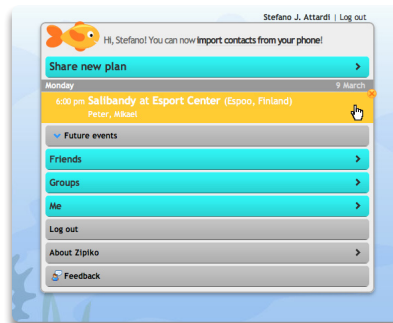 Stefano J. Attardi | Log out
Hi, Stefano! You can now import contacts from your phone!
Share new plan
Monday 9 March
6:00 pm Salibandy at Esport Center (Espoo, Finland)
Peter, Mikael
Future events
Friends
Groups
Me
Log out
About Zipiko
Feedback